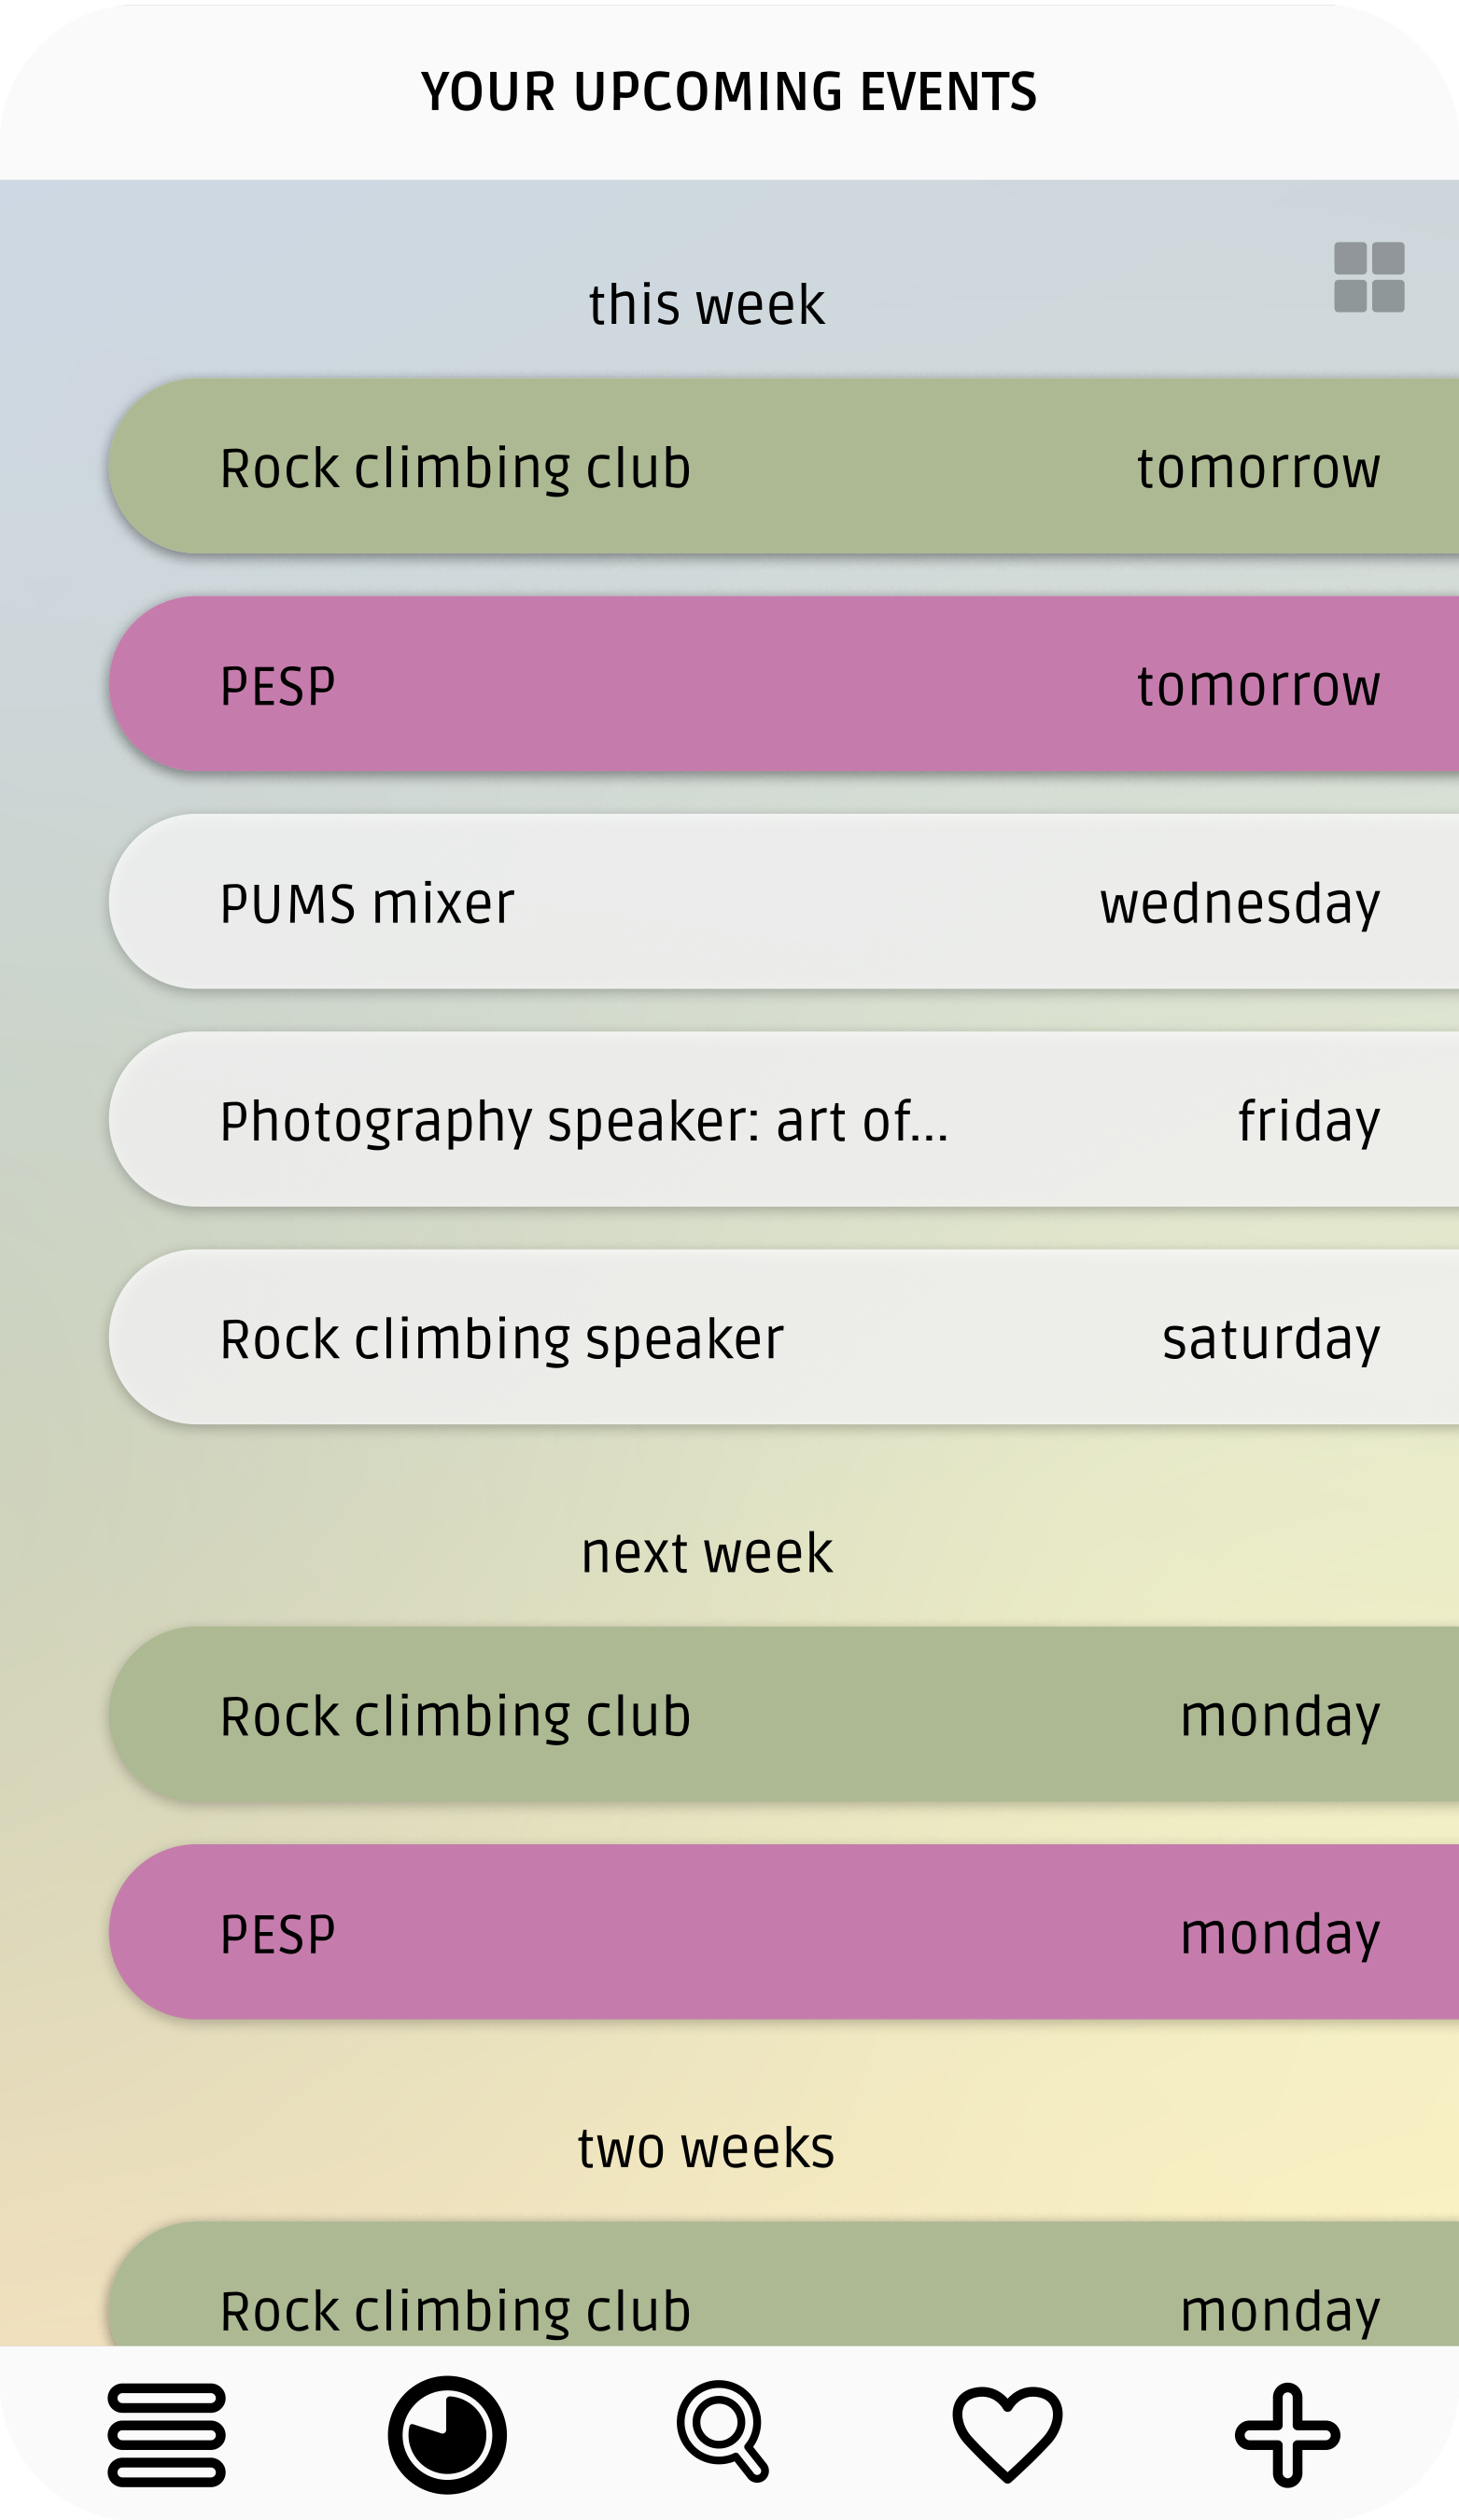 YOUR UPCOMING EVENTS
this week
Rock climbing club tomorrow
PESP tomorrow
PUMS mixer wednesday
Photography speaker: art of... friday
Rock climbing speaker saturday
next week
Rock climbing club monday
PESP monday
two weeks
Rock climbing club monday